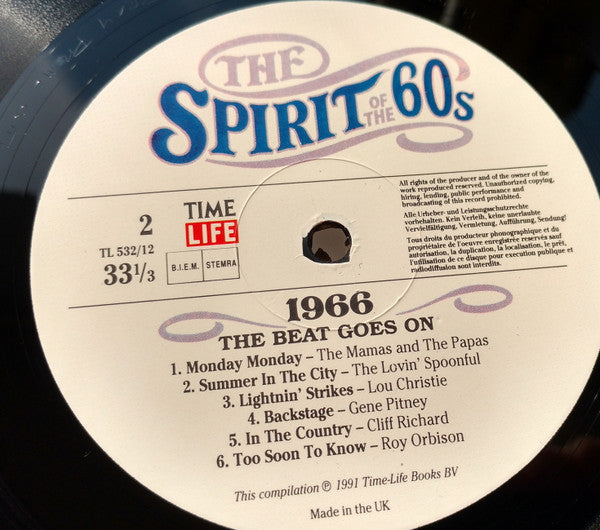 THE
SPIRIT
OF THE
60s
2
TL 532/12
33 1/3
TIME
LIFE
B.I.E.M. STEMRA
All rights of the producer and of the owner of the
work reproduced reserved. Unauthorized copying,
hiring, lending, public performance and
broadcasting of this record prohibited.
Alle Urheber- und Leistungsschutzrechte
vorbehalten. Kein Verleih, keine unerlaubte
Vervielfältigung, Vermietung, Aufführung, Sendung!
Tous droits du producteur phonographique et du
propriétaire de l'oeuvre enregistrée réservés sauf
autorisation, la duplication, la localisation, le prêt,
l'utilisation de ce disque pour execution publique et
radiodiffusion sont interdits.
1966
THE BEAT GOES ON
1. Monday Monday – The Mamas and The Papas
2. Summer In The City – The Lovin' Spoonful
3. Lightnin' Strikes – Lou Christie
4. Backstage – Gene Pitney
5. In The Country – Cliff Richard
6. Too Soon To Know – Roy Orbison
This compilation ℗ 1991 Time-Life Books BV
Made in the UK